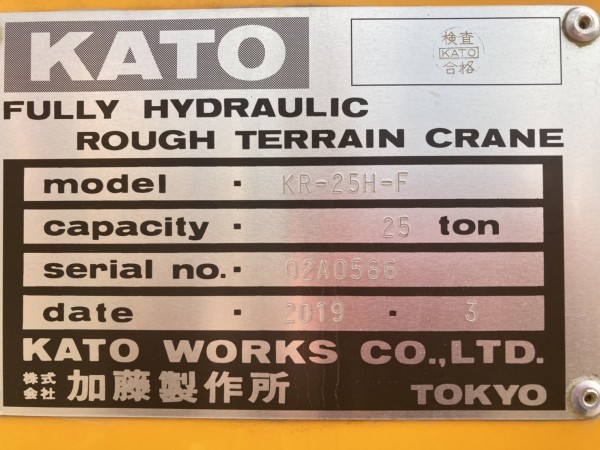 KATO
検査
KATO
合格
FULLY HYDRAULIC
ROUGH TERRAIN CRANE
model · KR-25H-F
capacity · 25 ton
serial no. · 02A0566
date · 2019 · 3
KATO WORKS CO.,LTD.
株式会社 加藤製作所 TOKYO